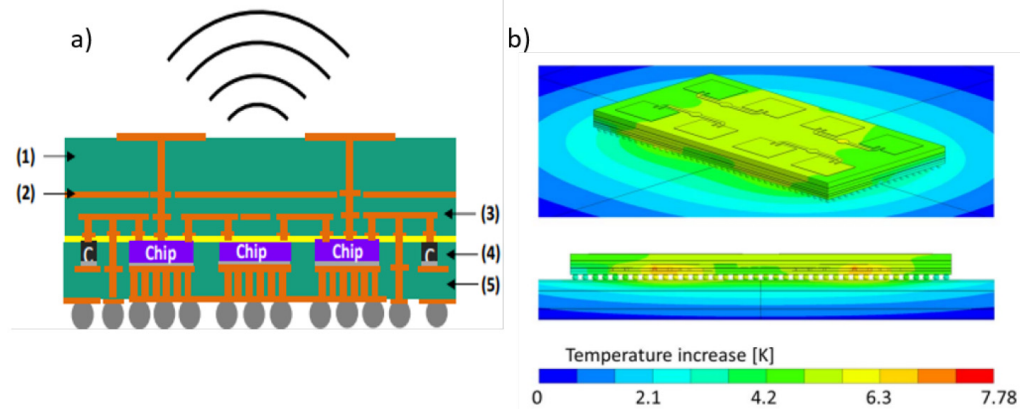 a)
(1)
(2)
(3)
C Chip Chip Chip C
(4)
(5)
b)
Temperature increase [K]
0 2.1 4.2 6.3 7.78